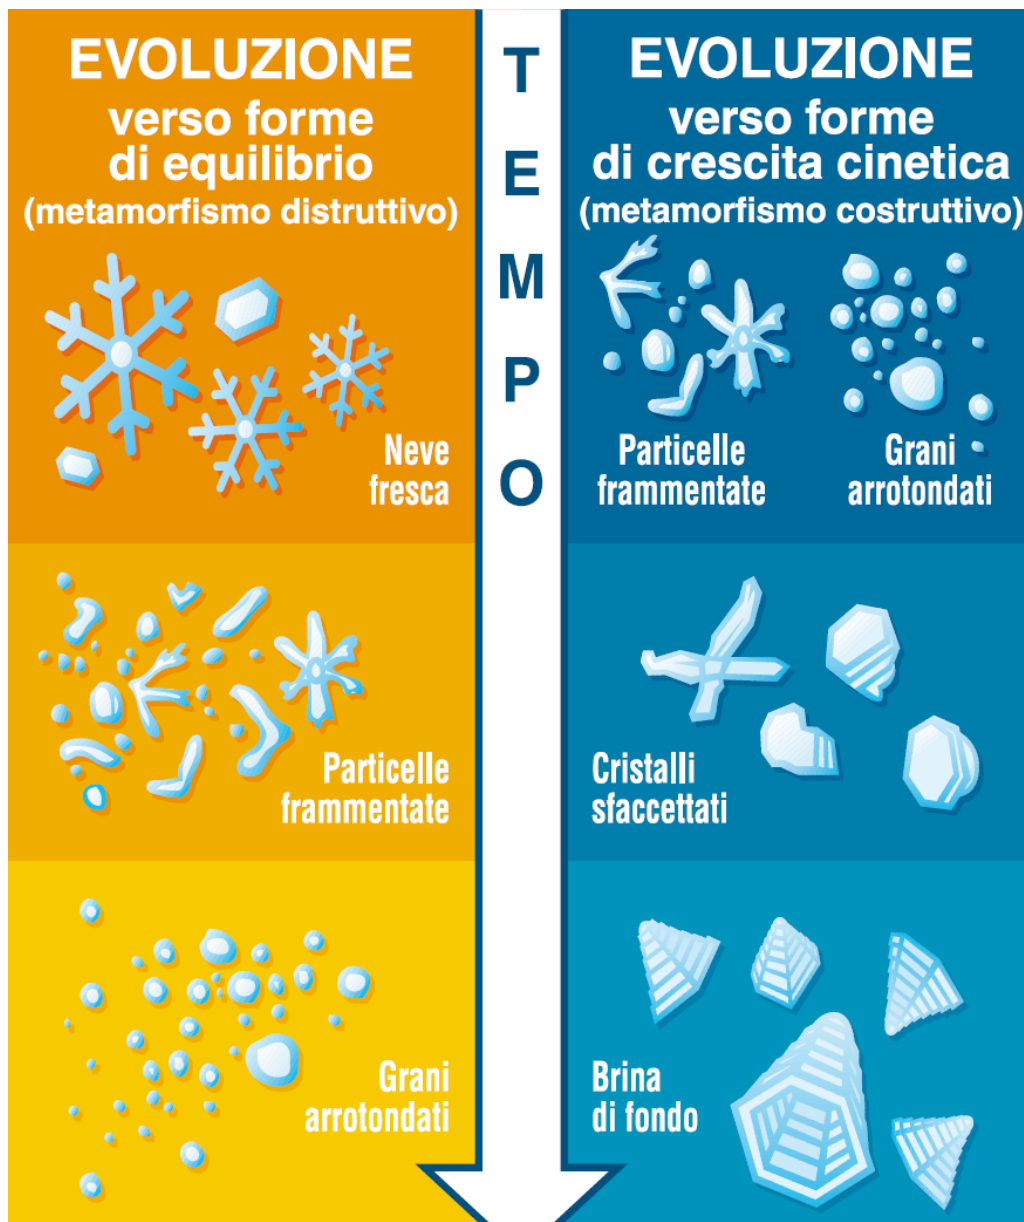 EVOLUZIONE
verso forme
di equilibrio
(metamorfismo distruttivo)
Neve
fresca
Particelle
frammentate
Grani
arrotondati
T
E
M
P
O
EVOLUZIONE
verso forme
di crescita cinetica
(metamorfismo costruttivo)
Particelle
frammentate
Grani
arrotondati
Cristalli
sfaccettati
Brina
di fondo